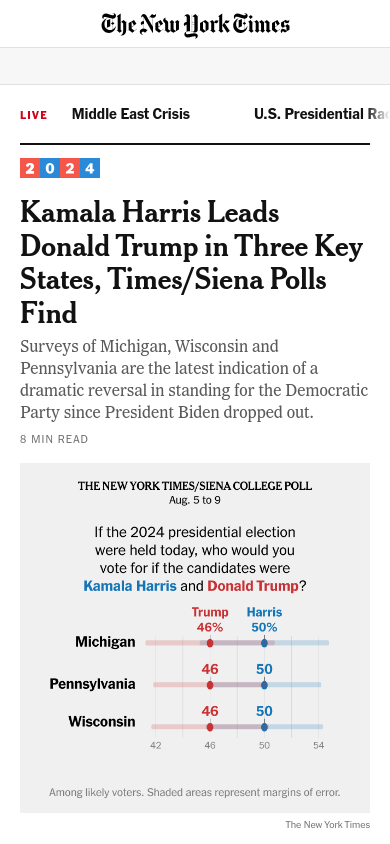 The New York Times
LIVE Middle East Crisis U.S. Presidential Race
2024
Kamala Harris Leads
Donald Trump in Three Key
States, Times/Siena Polls
Find
Surveys of Michigan, Wisconsin and
Pennsylvania are the latest indication of a
dramatic reversal in standing for the Democratic
Party since President Biden dropped out.
8 MIN READ
THE NEW YORK TIMES/SIENA COLLEGE POLL
Aug. 5 to 9
If the 2024 presidential election
were held today, who would you
vote for if the candidates were
Kamala Harris and Donald Trump?
Trump Harris
46% 50%
Michigan
46 50
Pennsylvania
46 50
Wisconsin
42 46 50 54
Among likely voters. Shaded areas represent margins of error.
The New York Times